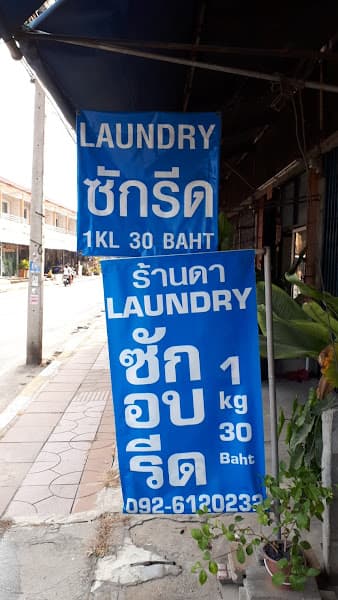 LAUNDRY
ซักรีด
1KL 30 BAHT
ร้านดา
LAUNDRY
ซัก
อบ
รีด
1
kg
30
Baht
092-6120232